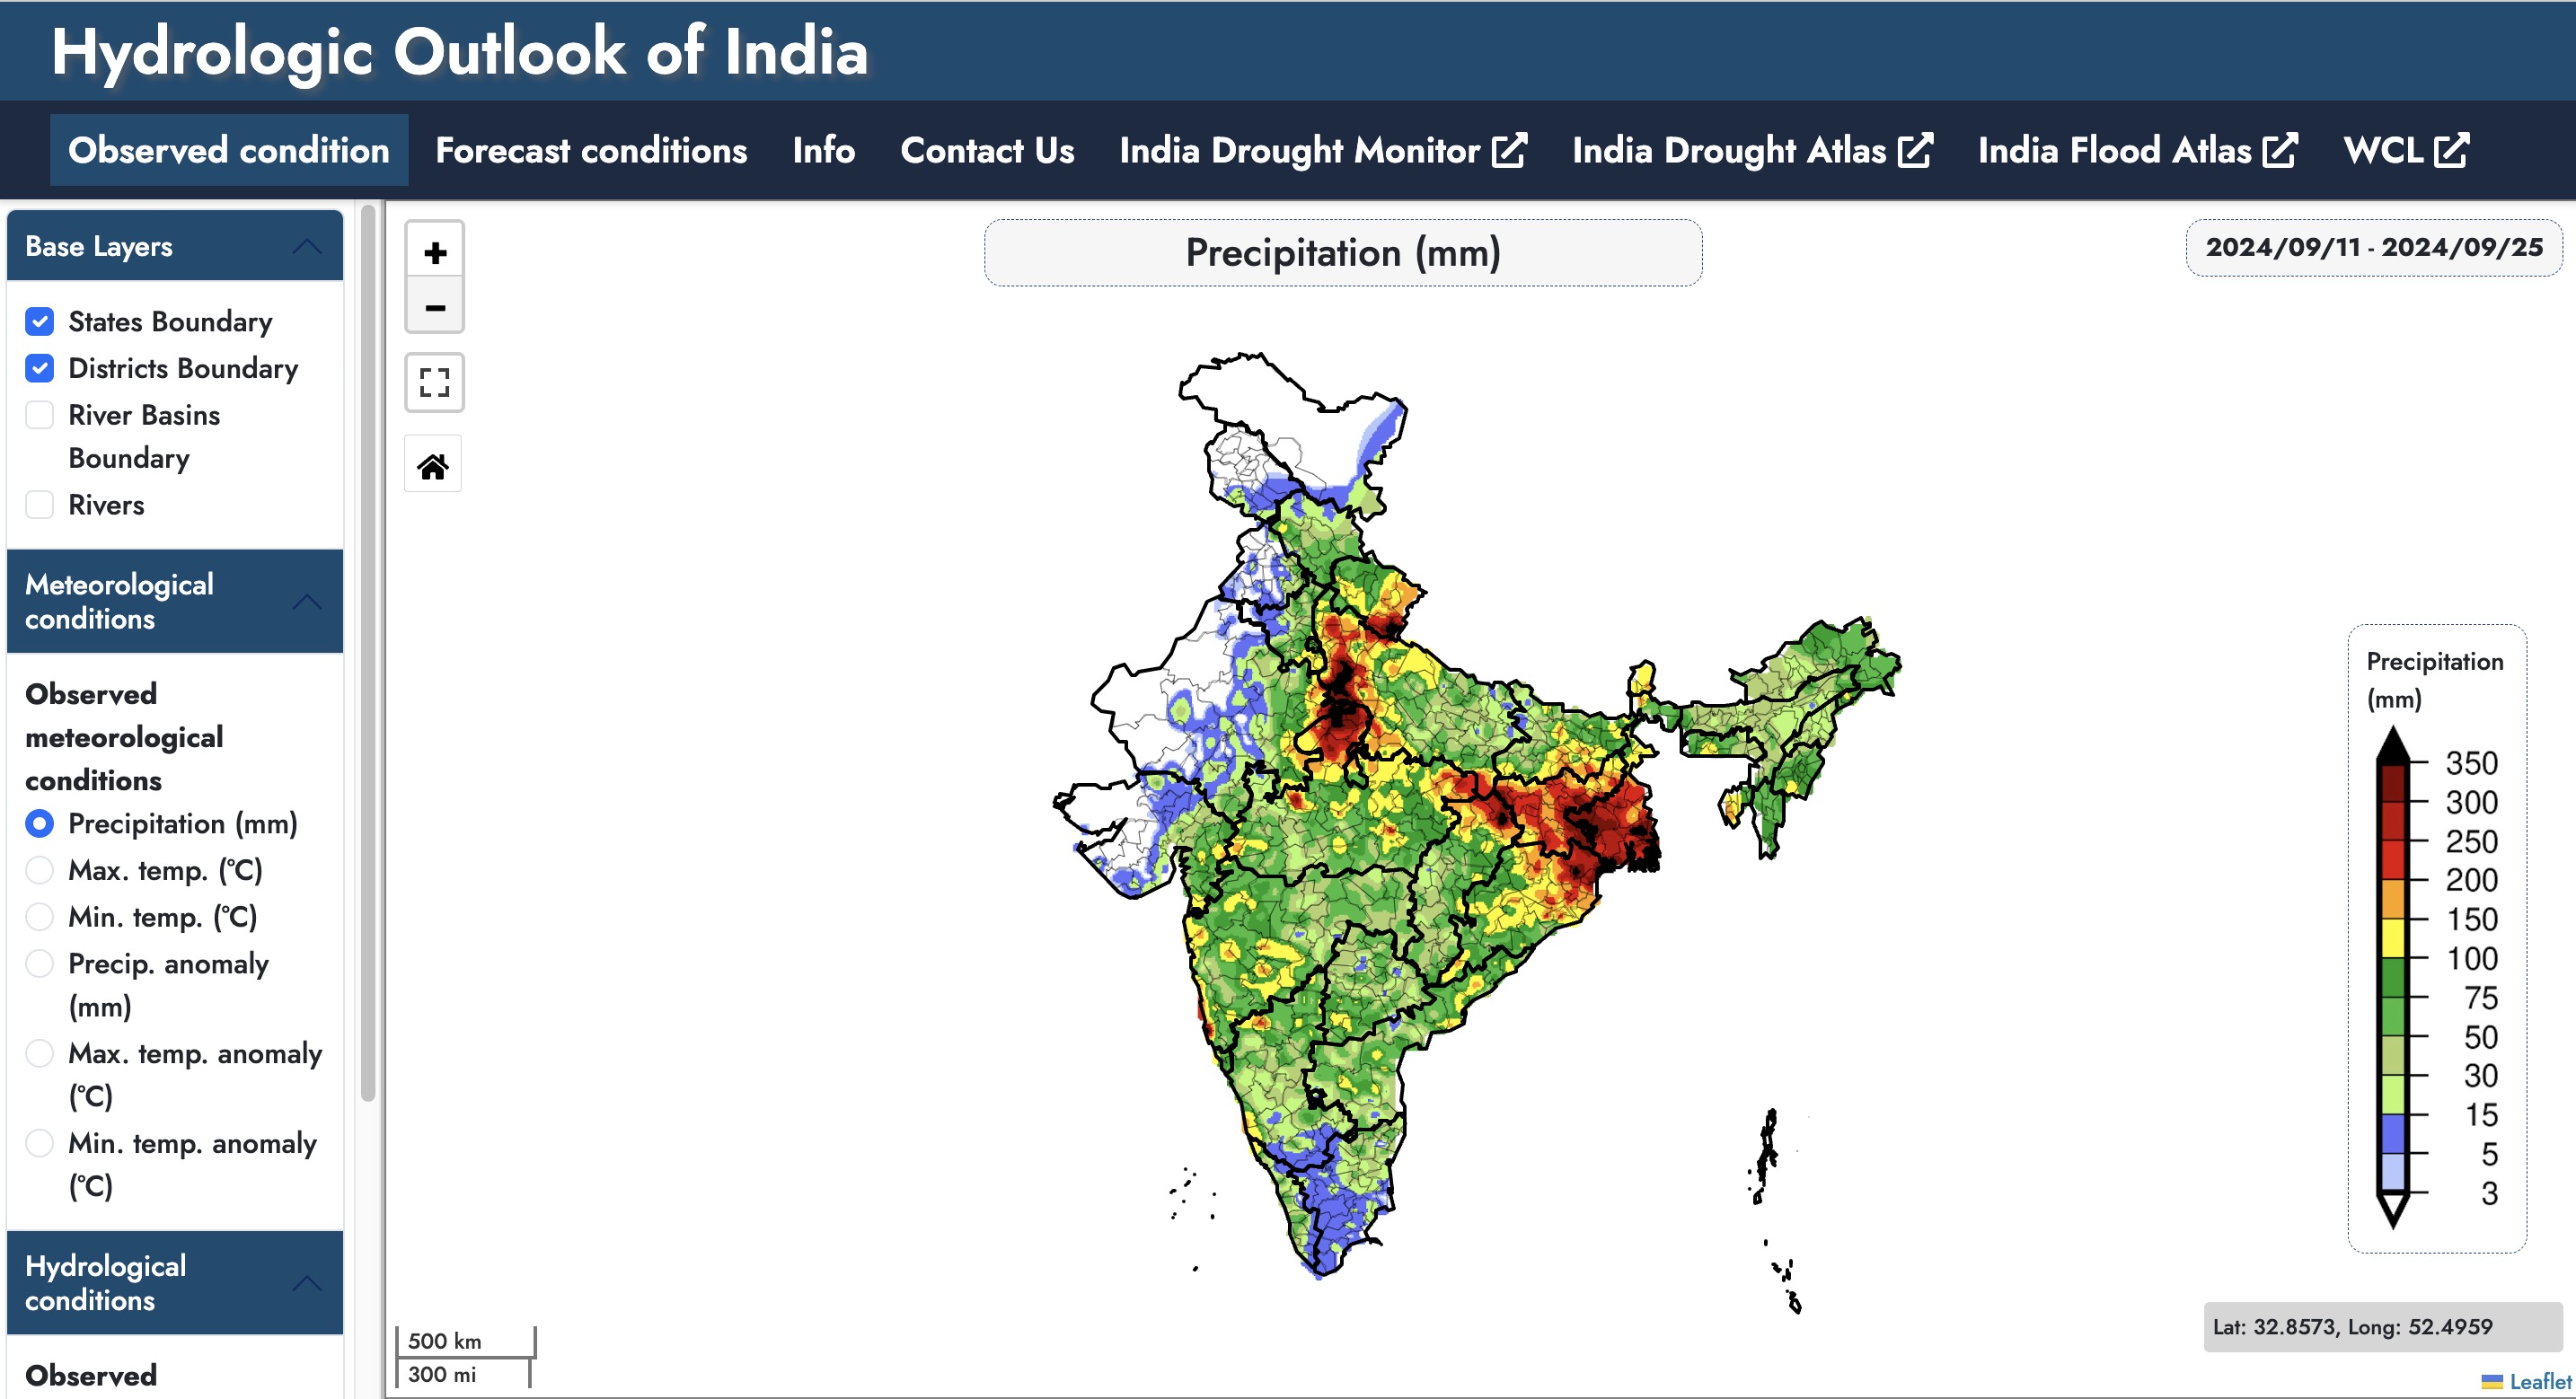 Hydrologic Outlook of India
Observed condition
Forecast conditions
Info
Contact Us
India Drought Monitor
India Drought Atlas
India Flood Atlas
WCL
Base Layers
States Boundary
Districts Boundary
River Basins
Boundary
Rivers
Meteorological
conditions
Observed
meteorological
conditions
Precipitation (mm)
Max. temp. (°C)
Min. temp. (°C)
Precip. anomaly
(mm)
Max. temp. anomaly
(°C)
Min. temp. anomaly
(°C)
Hydrological
conditions
Observed
+
−
Precipitation (mm)
2024/09/11 - 2024/09/25
Precipitation
(mm)
350
300
250
200
150
100
75
50
30
15
5
3
500 km
300 mi
Lat: 32.8573, Long: 52.4959
Leaflet